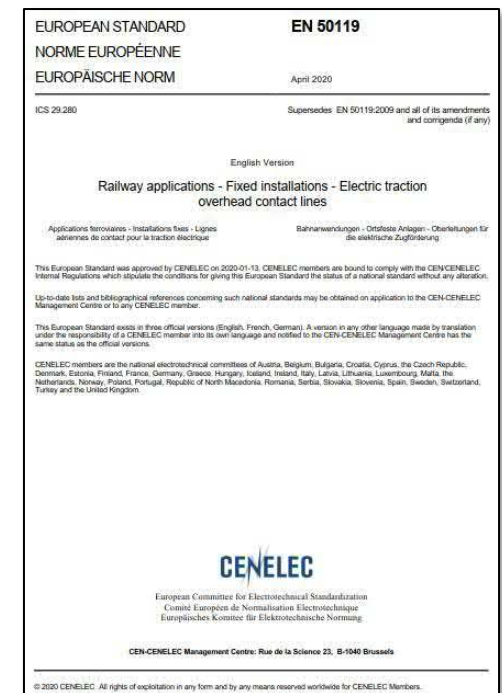 EUROPEAN STANDARD
EN 50119
NORME EUROPÉENNE
EUROPÄISCHE NORM
April 2020
ICS 29.280
Supersedes EN 50119:2009 and all of its amendments
and corrigenda (if any)
English Version
Railway applications - Fixed installations - Electric traction
overhead contact lines
Applications ferroviaires - Installations fixes - Lignes
aériennes de contact pour la traction électrique
Bahnanwendungen - Ortsfeste Anlagen - Oberleitungen für
die elektrische Zugförderung
This European Standard was approved by CENELEC on 2020-01-13. CENELEC members are bound to comply with the CEN/CENELEC
Internal Regulations which stipulate the conditions for giving this European Standard the status of a national standard without any alteration.
Up-to-date lists and bibliographical references concerning such national standards may be obtained on application to the CEN-CENELEC
Management Centre or to any CENELEC member.
This European Standard exists in three official versions (English, French, German). A version in any other language made by translation
under the responsibility of a CENELEC member into its own language and notified to the CEN-CENELEC Management Centre has the
same status as the official versions.
CENELEC members are the national electrotechnical committees of Austria, Belgium, Bulgaria, Croatia, Cyprus, the Czech Republic,
Denmark, Estonia, Finland, France, Germany, Greece, Hungary, Iceland, Ireland, Italy, Latvia, Lithuania, Luxembourg, Malta, the
Netherlands, Norway, Poland, Portugal, Republic of North Macedonia, Romania, Serbia, Slovakia, Slovenia, Spain, Sweden, Switzerland,
Turkey and the United Kingdom.
CENELEC
European Committee for Electrotechnical Standardization
Comité Européen de Normalisation Electrotechnique
Europäisches Komitee für Elektrotechnische Normung
CEN-CENELEC Management Centre: Rue de la Science 23, B-1040 Brussels
© 2020 CENELEC All rights of exploitation in any form and by any means reserved worldwide for CENELEC Members.